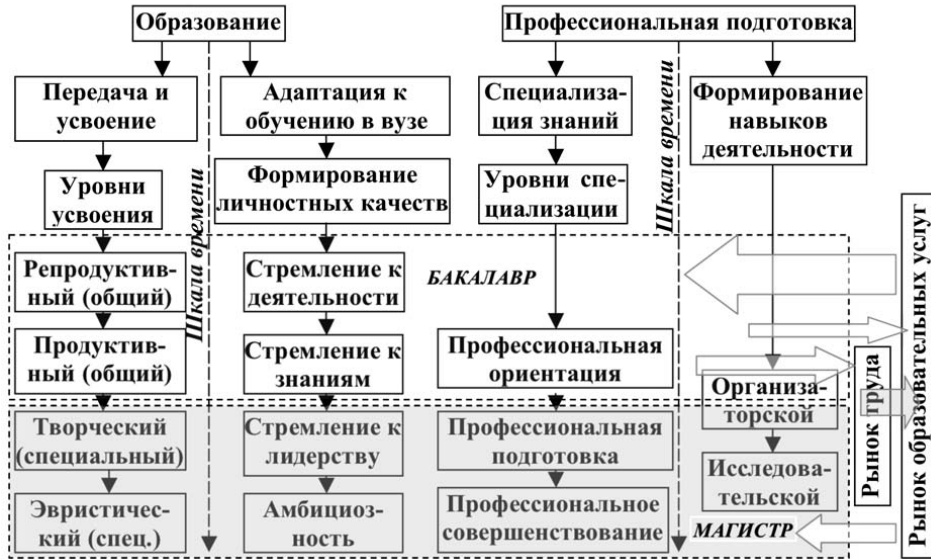 Образование
Профессиональная подготовка
Передача и
усвоение
Адаптация к
обучению в вузе
Специализа-
ция знаний
Формирование
навыков
деятельности
Шкала времени
Шкала времени
Уровни
усвоения
Формирование
личностных качеств
Уровни спе-
циализации
Репродуктив-
ный (общий)
Стремление к
деятельности
БАКАЛАВР
Продуктив-
ный (общий)
Стремление к
знаниям
Профессиональная
ориентация
Организа-
торской
Рынок труда
Рынок образовательных услуг
Творческий
(специальный)
Стремление к
лидерству
Профессиональная
подготовка
Исследова-
тельской
Эвристичес-
кий (спец.)
Амбициоз-
ность
Профессиональное
совершенствование
МАГИСТР